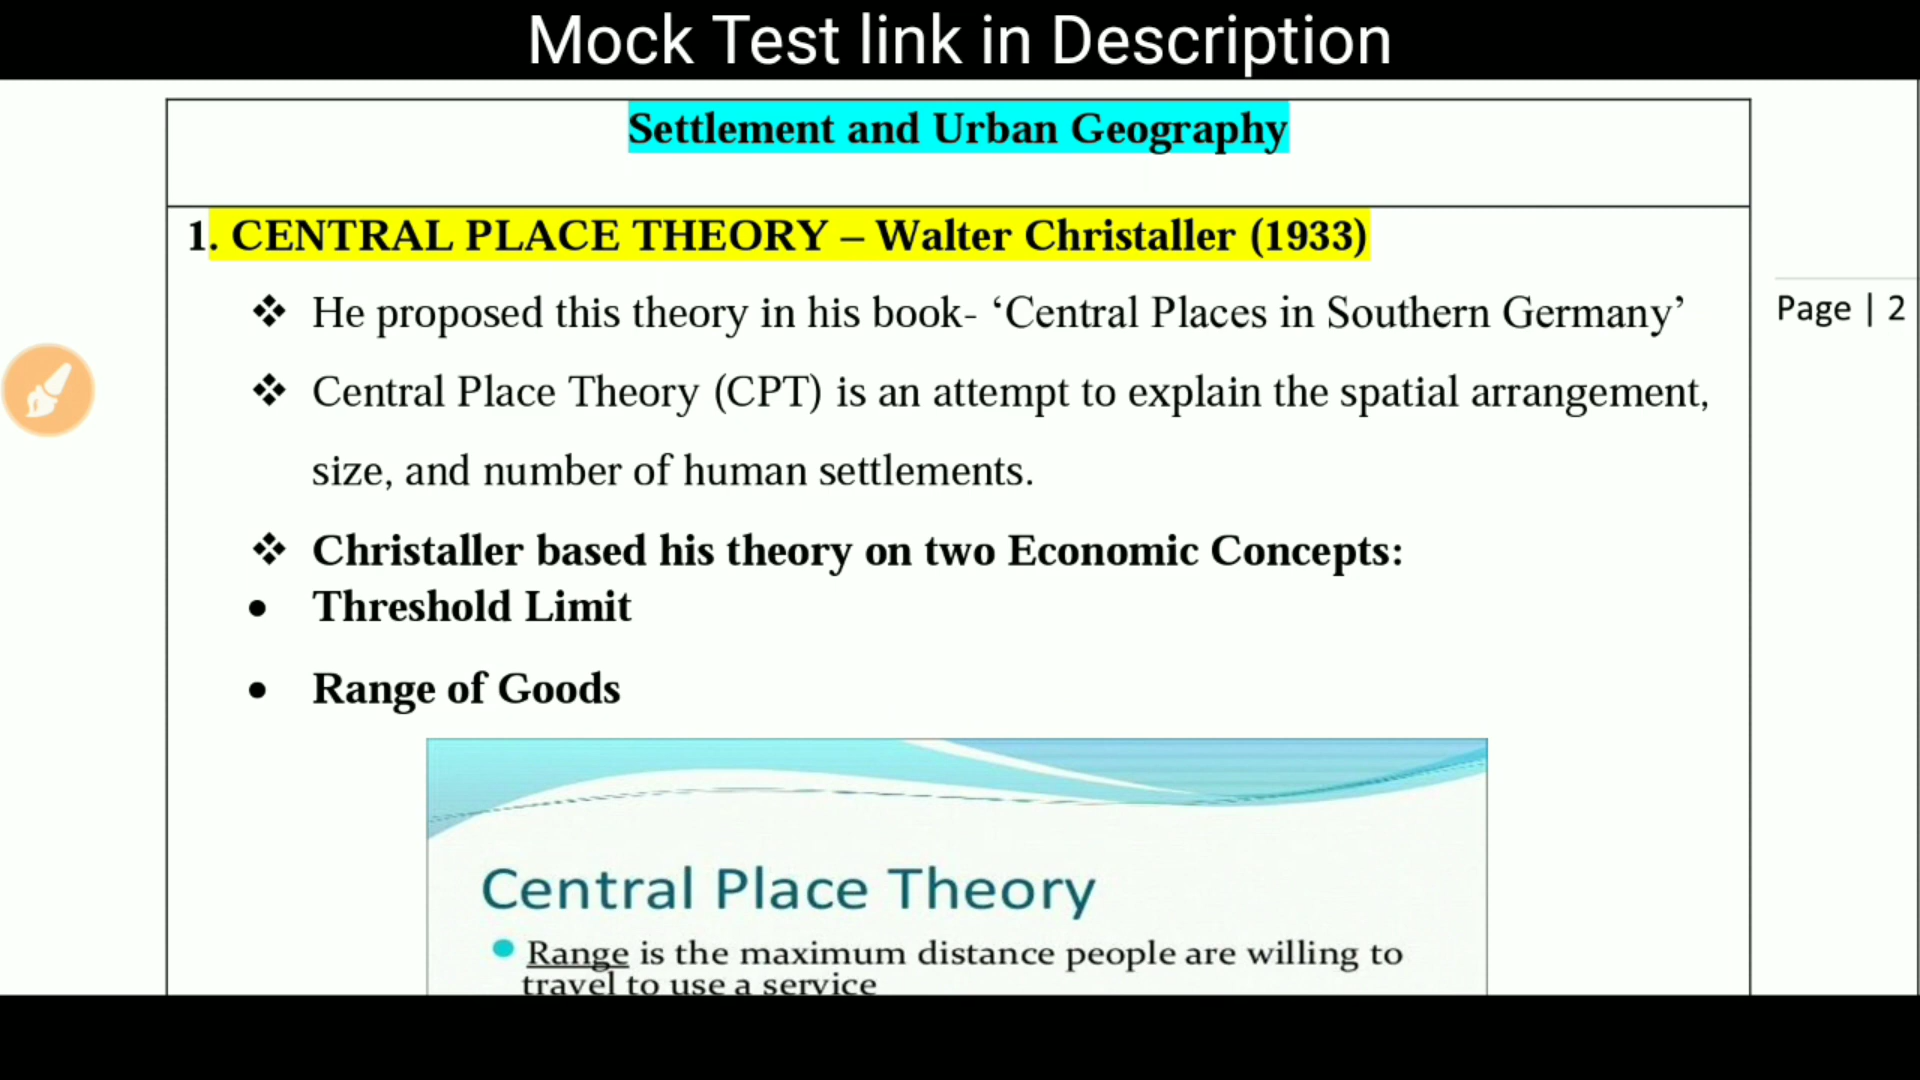 Mock Test link in Description
Settlement and Urban Geography
1. CENTRAL PLACE THEORY – Walter Christaller (1933)
❖ He proposed this theory in his book- ‘Central Places in Southern Germany’
Page | 2
❖ Central Place Theory (CPT) is an attempt to explain the spatial arrangement,
size, and number of human settlements.
❖ Christaller based his theory on two Economic Concepts:
• Threshold Limit
• Range of Goods
Central Place Theory
• Range is the maximum distance people are willing to
travel to use a service